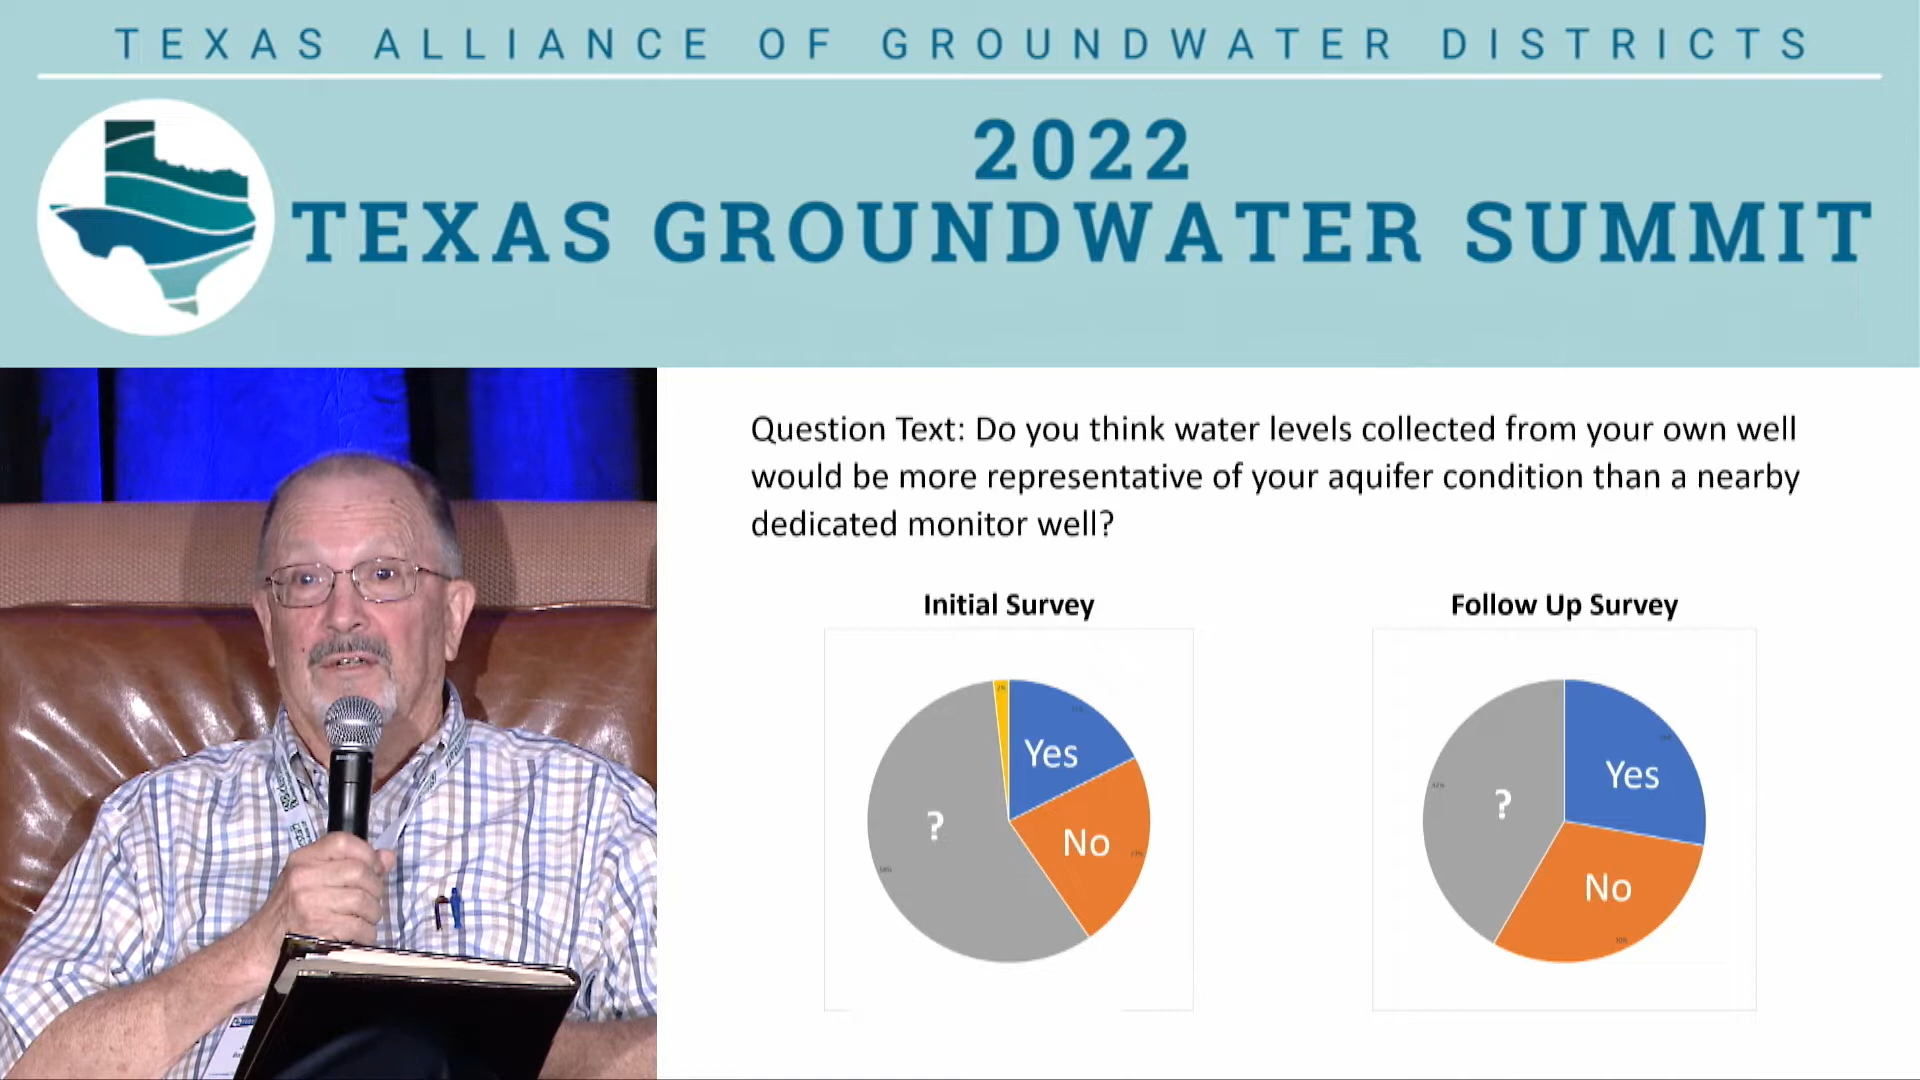 TEXAS ALLIANCE OF GROUNDWATER DISTRICTS
2022
TEXAS GROUNDWATER SUMMIT
Question Text: Do you think water levels collected from your own well
would be more representative of your aquifer condition than a nearby
dedicated monitor well?
Initial Survey
Follow Up Survey
2%
Yes
No
?
58%
Yes
No
?